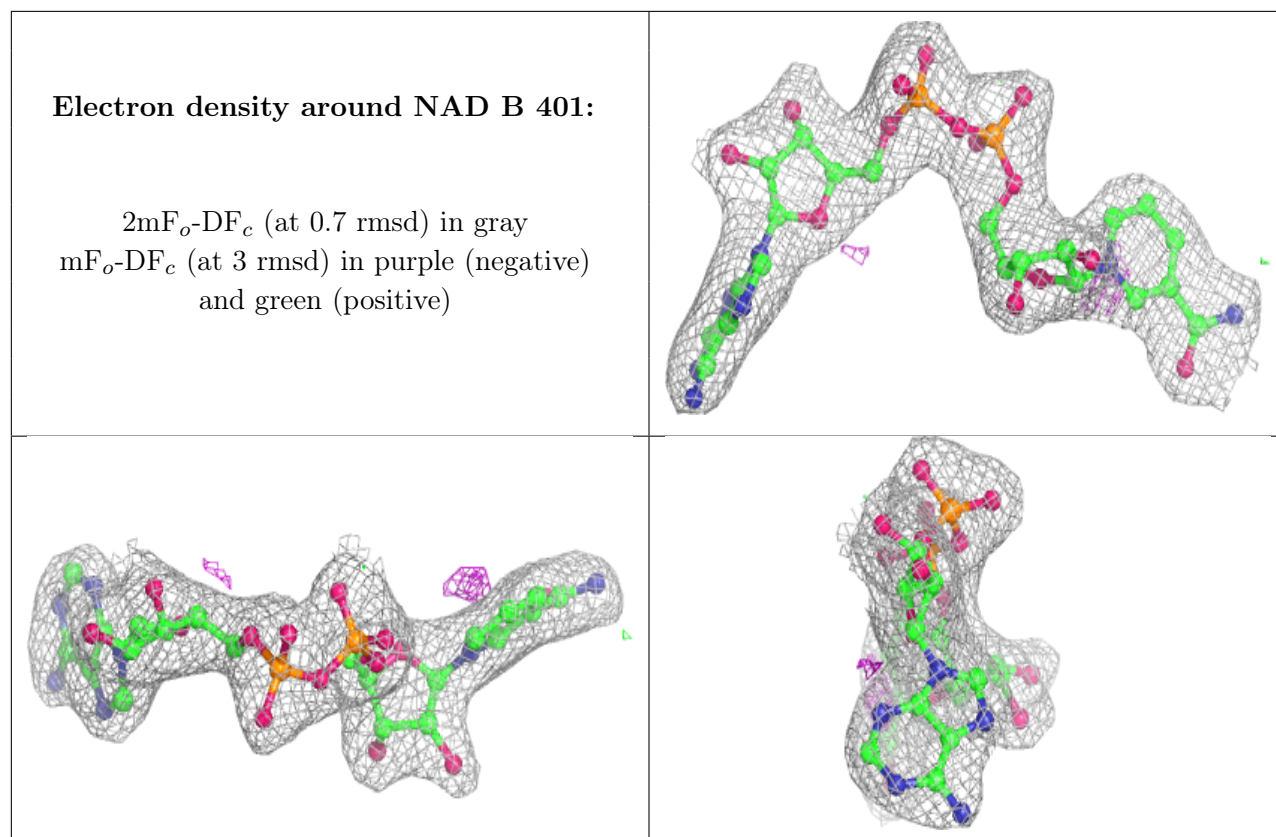 Electron density around NAD B 401:
2mFₒ-DF𝒸 (at 0.7 rmsd) in gray
mFₒ-DF𝒸 (at 3 rmsd) in purple (negative)
and green (positive)